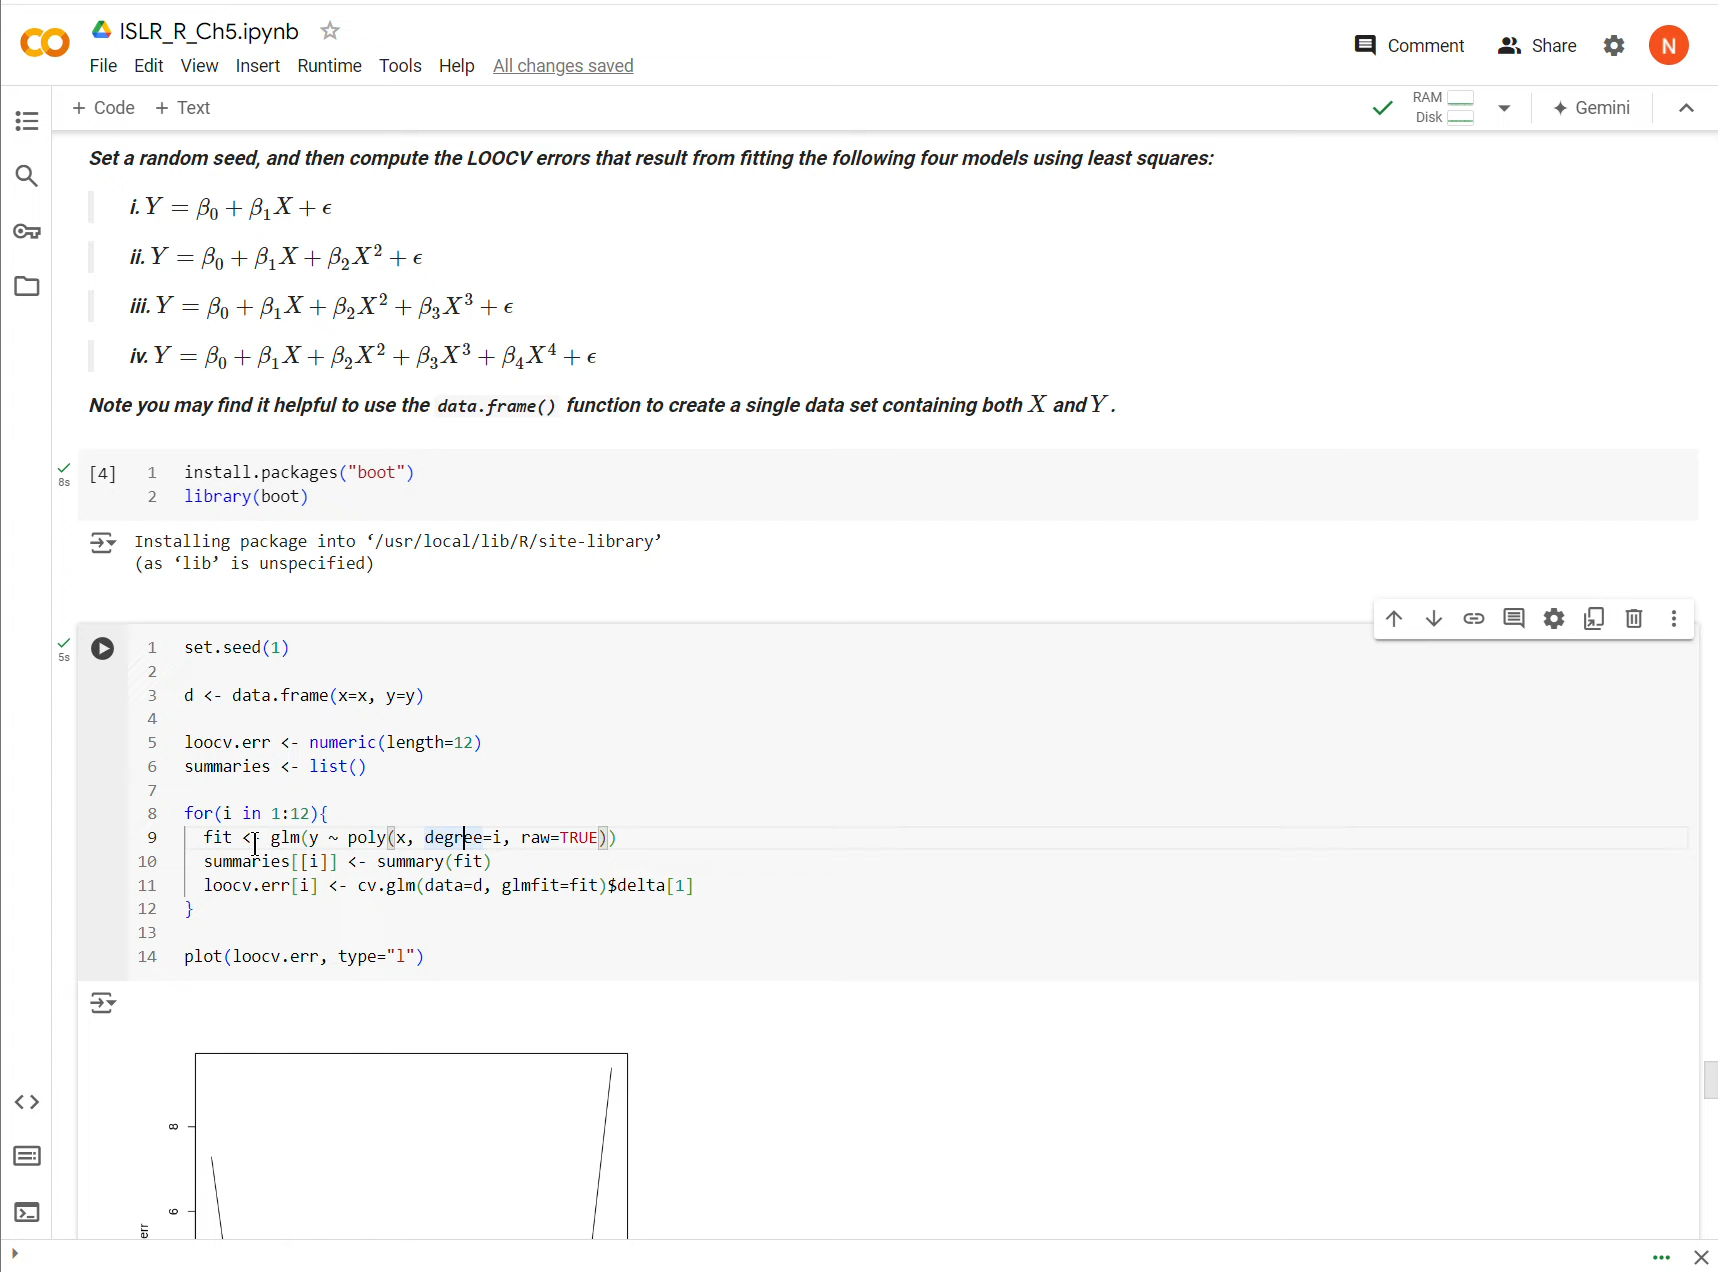 ISLR_R_Ch5.ipynb
File Edit View Insert Runtime Tools Help All changes saved
Comment Share N
+ Code + Text
RAM
Disk
Gemini
Set a random seed, and then compute the LOOCV errors that result from fitting the following four models using least squares:
i. Y = β₀ + β₁X + ϵ
ii. Y = β₀ + β₁X + β₂X² + ϵ
iii. Y = β₀ + β₁X + β₂X² + β₃X³ + ϵ
iv. Y = β₀ + β₁X + β₂X² + β₃X³ + β₄X⁴ + ϵ
Note you may find it helpful to use the data.frame() function to create a single data set containing both X and Y.
8s
[4]
1 install.packages("boot")
2 library(boot)
Installing package into ‘/usr/local/lib/R/site-library’
(as ‘lib’ is unspecified)
5s
1 set.seed(1)
2
3 d <- data.frame(x=x, y=y)
4
5 loocv.err <- numeric(length=12)
6 summaries <- list()
7
8 for(i in 1:12){
9 fit <- glm(y ~ poly(x, degree=i, raw=TRUE))
10 summaries[[i]] <- summary(fit)
11 loocv.err[i] <- cv.glm(data=d, glmfit=fit)$delta[1]
12 }
13
14 plot(loocv.err, type="l")
8
6
err